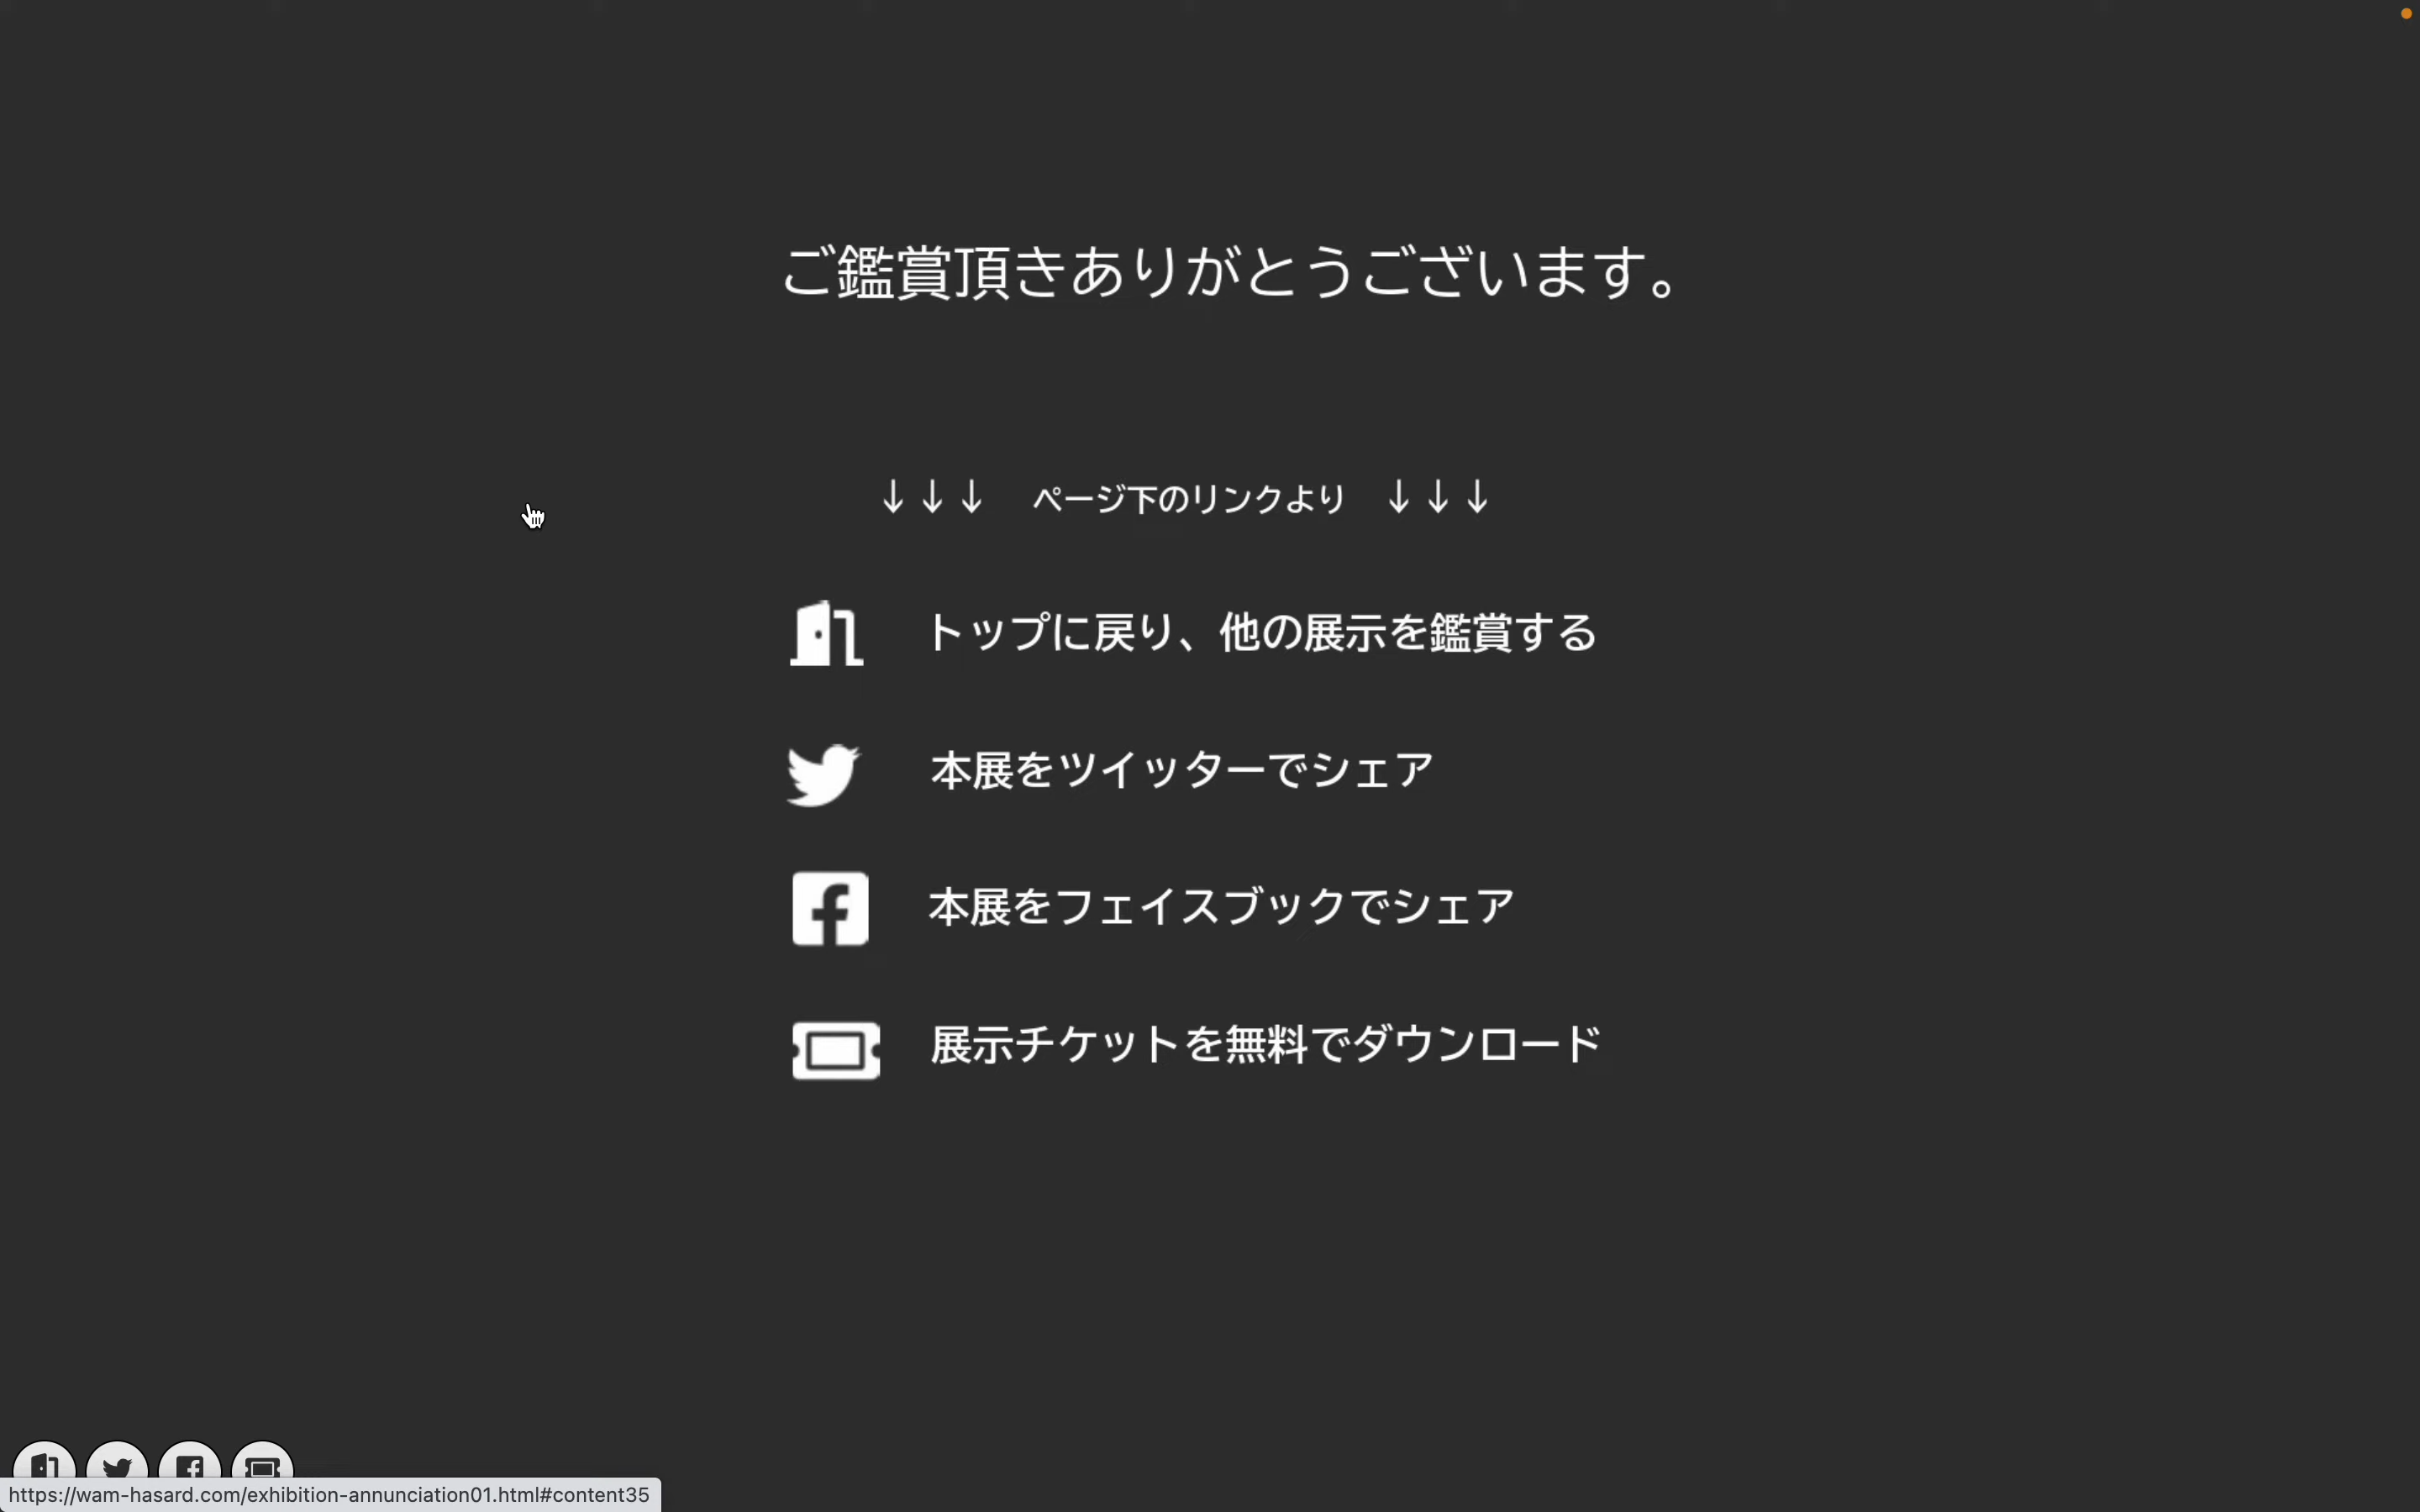 ご鑑賞頂きありがとうございます。
↓↓↓ ページ下のリンクより ↓↓↓
トップに戻り、他の展示を鑑賞する
本展をツイッターでシェア
本展をフェイスブックでシェア
展示チケットを無料でダウンロード
https://wam-hasard.com/exhibition-annunciation01.html#content35